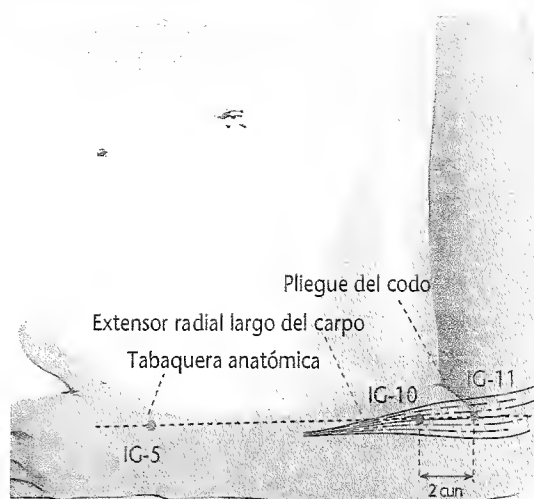 Pliegue del codo
Extensor radial largo del carpo
Tabaquera anatómica
IG-10
IG-11
IG-5
2 cun